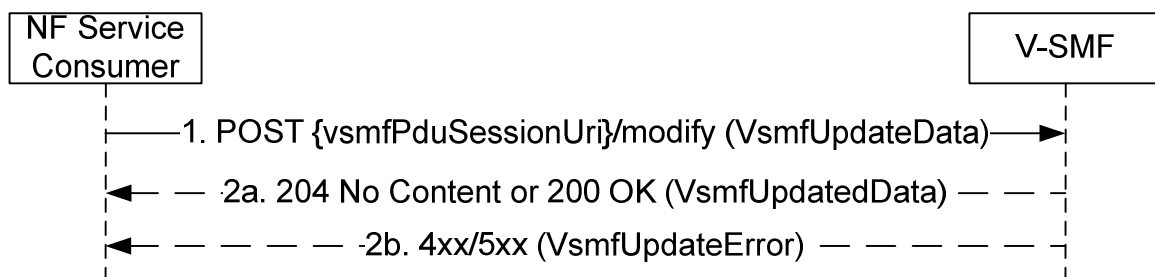 NF Service
Consumer
V-SMF
1. POST {vsmfPduSessionUri}/modify (VsmfUpdateData)
2a. 204 No Content or 200 OK (VsmfUpdatedData)
2b. 4xx/5xx (VsmfUpdateError)